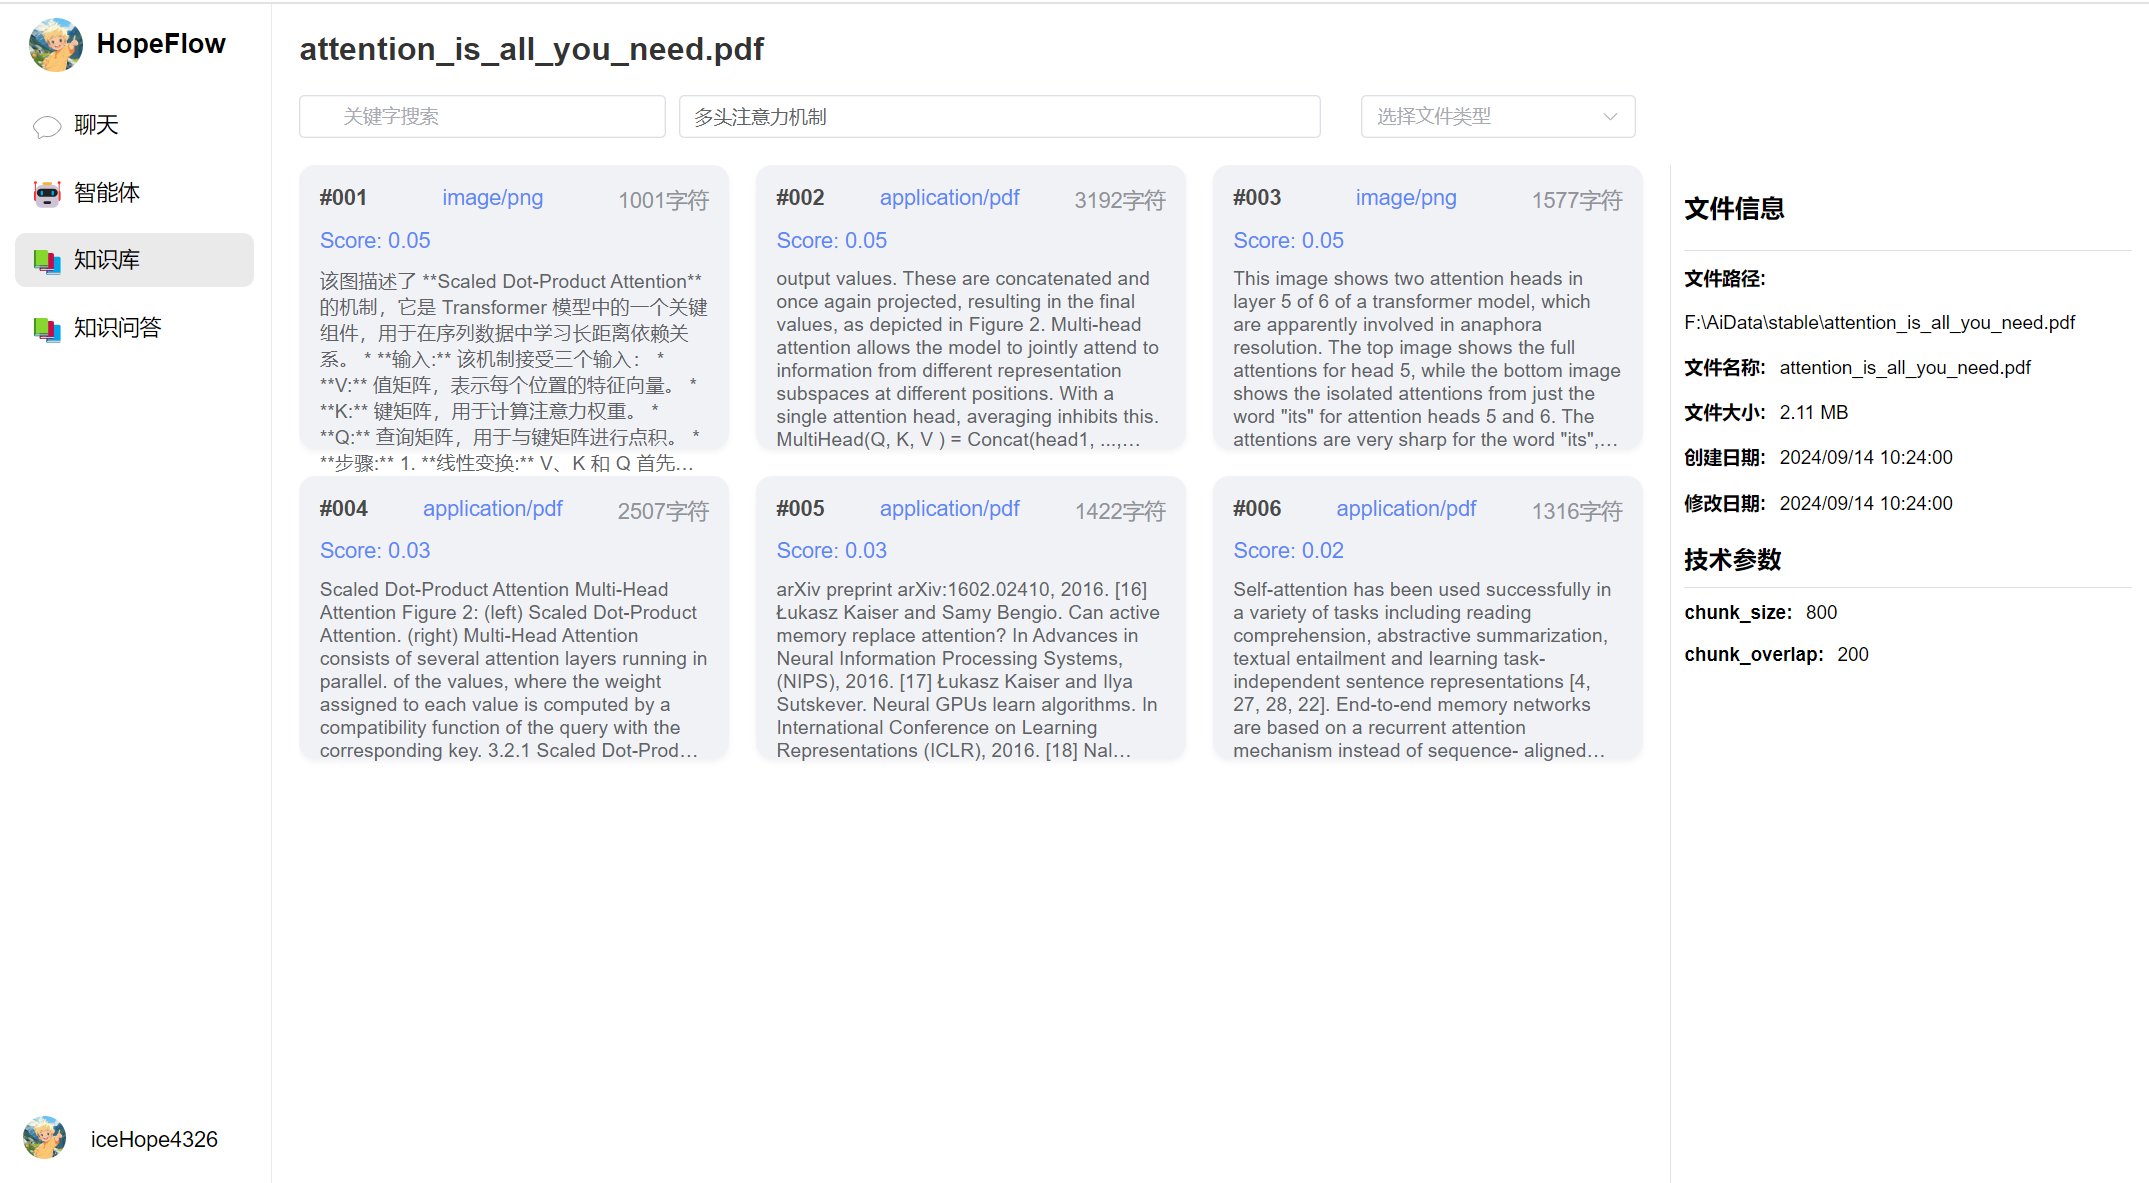 HopeFlow
聊天
智能体
知识库
知识问答
iceHope4326
attention_is_all_you_need.pdf
关键字搜索
多头注意力机制
选择文件类型
#001 image/png 1001字符
Score: 0.05
该图描述了 **Scaled Dot-Product Attention**
的机制，它是 Transformer 模型中的一个关键
组件，用于在序列数据中学习长距离依赖关
系。 * **输入:** 该机制接受三个输入： *
**V:** 值矩阵，表示每个位置的特征向量。 *
**K:** 键矩阵，用于计算注意力权重。 *
**Q:** 查询矩阵，用于与键矩阵进行点积。 *
**步骤:** 1. **线性变换:** V、K 和 Q 首先...
#002 application/pdf 3192字符
Score: 0.05
output values. These are concatenated and
once again projected, resulting in the final
values, as depicted in Figure 2. Multi-head
attention allows the model to jointly attend to
information from different representation
subspaces at different positions. With a
single attention head, averaging inhibits this.
MultiHead(Q, K, V ) = Concat(head1, ...,...
#003 image/png 1577字符
Score: 0.05
This image shows two attention heads in
layer 5 of 6 of a transformer model, which
are apparently involved in anaphora
resolution. The top image shows the full
attentions for head 5, while the bottom image
shows the isolated attentions from just the
word "its" for attention heads 5 and 6. The
attentions are very sharp for the word "its",...
#004 application/pdf 2507字符
Score: 0.03
Scaled Dot-Product Attention Multi-Head
Attention Figure 2: (left) Scaled Dot-Product
Attention. (right) Multi-Head Attention
consists of several attention layers running in
parallel. of the values, where the weight
assigned to each value is computed by a
compatibility function of the query with the
corresponding key. 3.2.1 Scaled Dot-Prod...
#005 application/pdf 1422字符
Score: 0.03
arXiv preprint arXiv:1602.02410, 2016. [16]
Łukasz Kaiser and Samy Bengio. Can active
memory replace attention? In Advances in
Neural Information Processing Systems,
(NIPS), 2016. [17] Łukasz Kaiser and Ilya
Sutskever. Neural GPUs learn algorithms. In
International Conference on Learning
Representations (ICLR), 2016. [18] Nal...
#006 application/pdf 1316字符
Score: 0.02
Self-attention has been used successfully in
a variety of tasks including reading
comprehension, abstractive summarization,
textual entailment and learning task-
independent sentence representations [4,
27, 28, 22]. End-to-end memory networks
are based on a recurrent attention
mechanism instead of sequence- aligned...
文件信息
文件路径:
F:\AiData\stable\attention_is_all_you_need.pdf
文件名称: attention_is_all_you_need.pdf
文件大小: 2.11 MB
创建日期: 2024/09/14 10:24:00
修改日期: 2024/09/14 10:24:00
技术参数
chunk_size: 800
chunk_overlap: 200